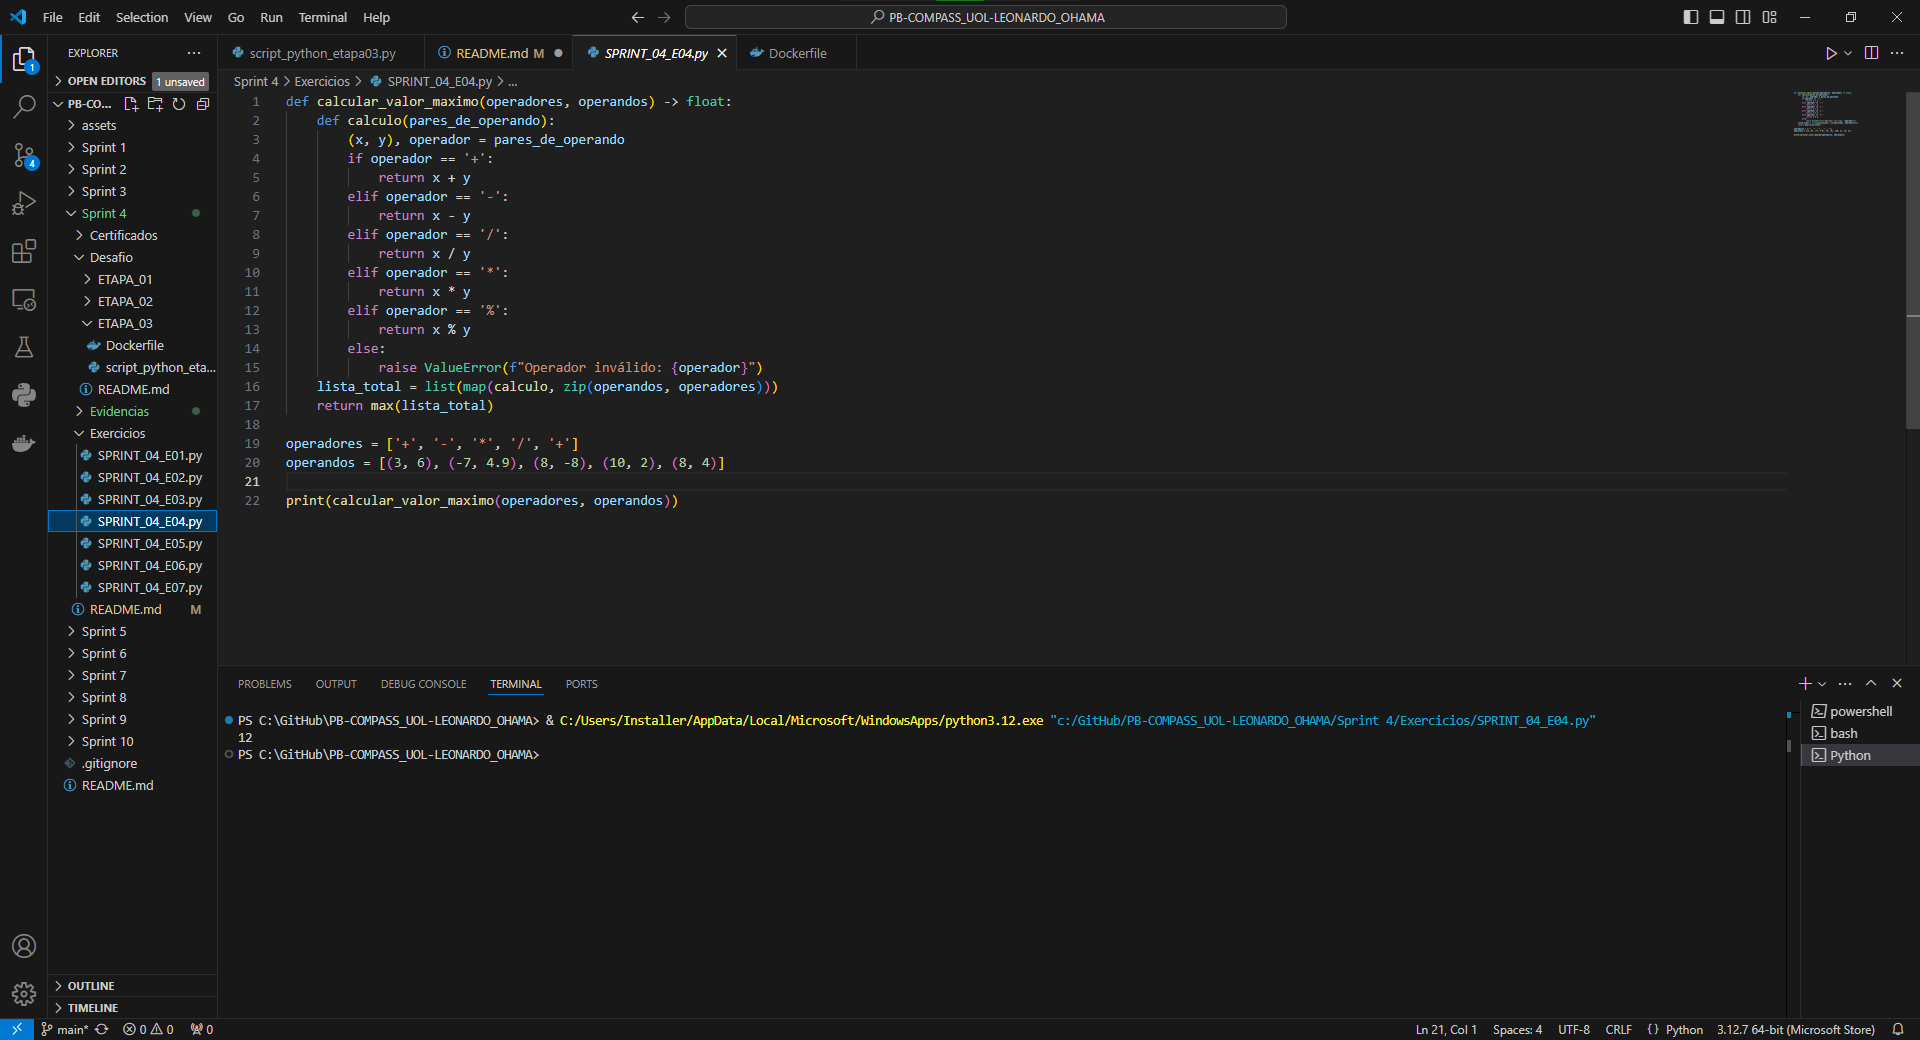 File Edit Selection View Go Run Terminal Help
PB-COMPASS_UOL-LEONARDO_OHAMA
EXPLORER
OPEN EDITORS 1 unsaved
PB-CO...
assets
Sprint 1
Sprint 2
Sprint 3
Sprint 4
Certificados
Desafio
ETAPA_01
ETAPA_02
ETAPA_03
Dockerfile
script_python_eta...
README.md
Evidencias
Exercicios
SPRINT_04_E01.py
SPRINT_04_E02.py
SPRINT_04_E03.py
SPRINT_04_E04.py
SPRINT_04_E05.py
SPRINT_04_E06.py
SPRINT_04_E07.py
README.md M
Sprint 5
Sprint 6
Sprint 7
Sprint 8
Sprint 9
Sprint 10
.gitignore
README.md
OUTLINE
TIMELINE
1
4
script_python_etapa03.py README.md M SPRINT_04_E04.py Dockerfile
Sprint 4 > Exercicios > SPRINT_04_E04.py > ...
1 def calcular_valor_maximo(operadores, operandos) -> float:
2 def calculo(pares_de_operando):
3 (x, y), operador = pares_de_operando
4 if operador == '+':
5 return x + y
6 elif operador == '-':
7 return x - y
8 elif operador == '/':
9 return x / y
10 elif operador == '*':
11 return x * y
12 elif operador == '%':
13 return x % y
14 else:
15 raise ValueError(f"Operador inválido: {operador}")
16 lista_total = list(map(calculo, zip(operandos, operadores)))
17 return max(lista_total)
18
19 operadores = ['+', '-', '*', '/', '+']
20 operandos = [(3, 6), (-7, 4.9), (8, -8), (10, 2), (8, 4)]
21
22 print(calcular_valor_maximo(operadores, operandos))
PROBLEMS OUTPUT DEBUG CONSOLE TERMINAL PORTS
PS C:\GitHub\PB-COMPASS_UOL-LEONARDO_OHAMA> & C:/Users/Installer/AppData/Local/Microsoft/WindowsApps/python3.12.exe "c:/GitHub/PB-COMPASS_UOL-LEONARDO_OHAMA/Sprint 4/Exercicios/SPRINT_04_E04.py"
12
PS C:\GitHub\PB-COMPASS_UOL-LEONARDO_OHAMA>
powershell
bash
Python
main* 0 0 0 Ln 21, Col 1 Spaces: 4 UTF-8 CRLF {} Python 3.12.7 64-bit (Microsoft Store)